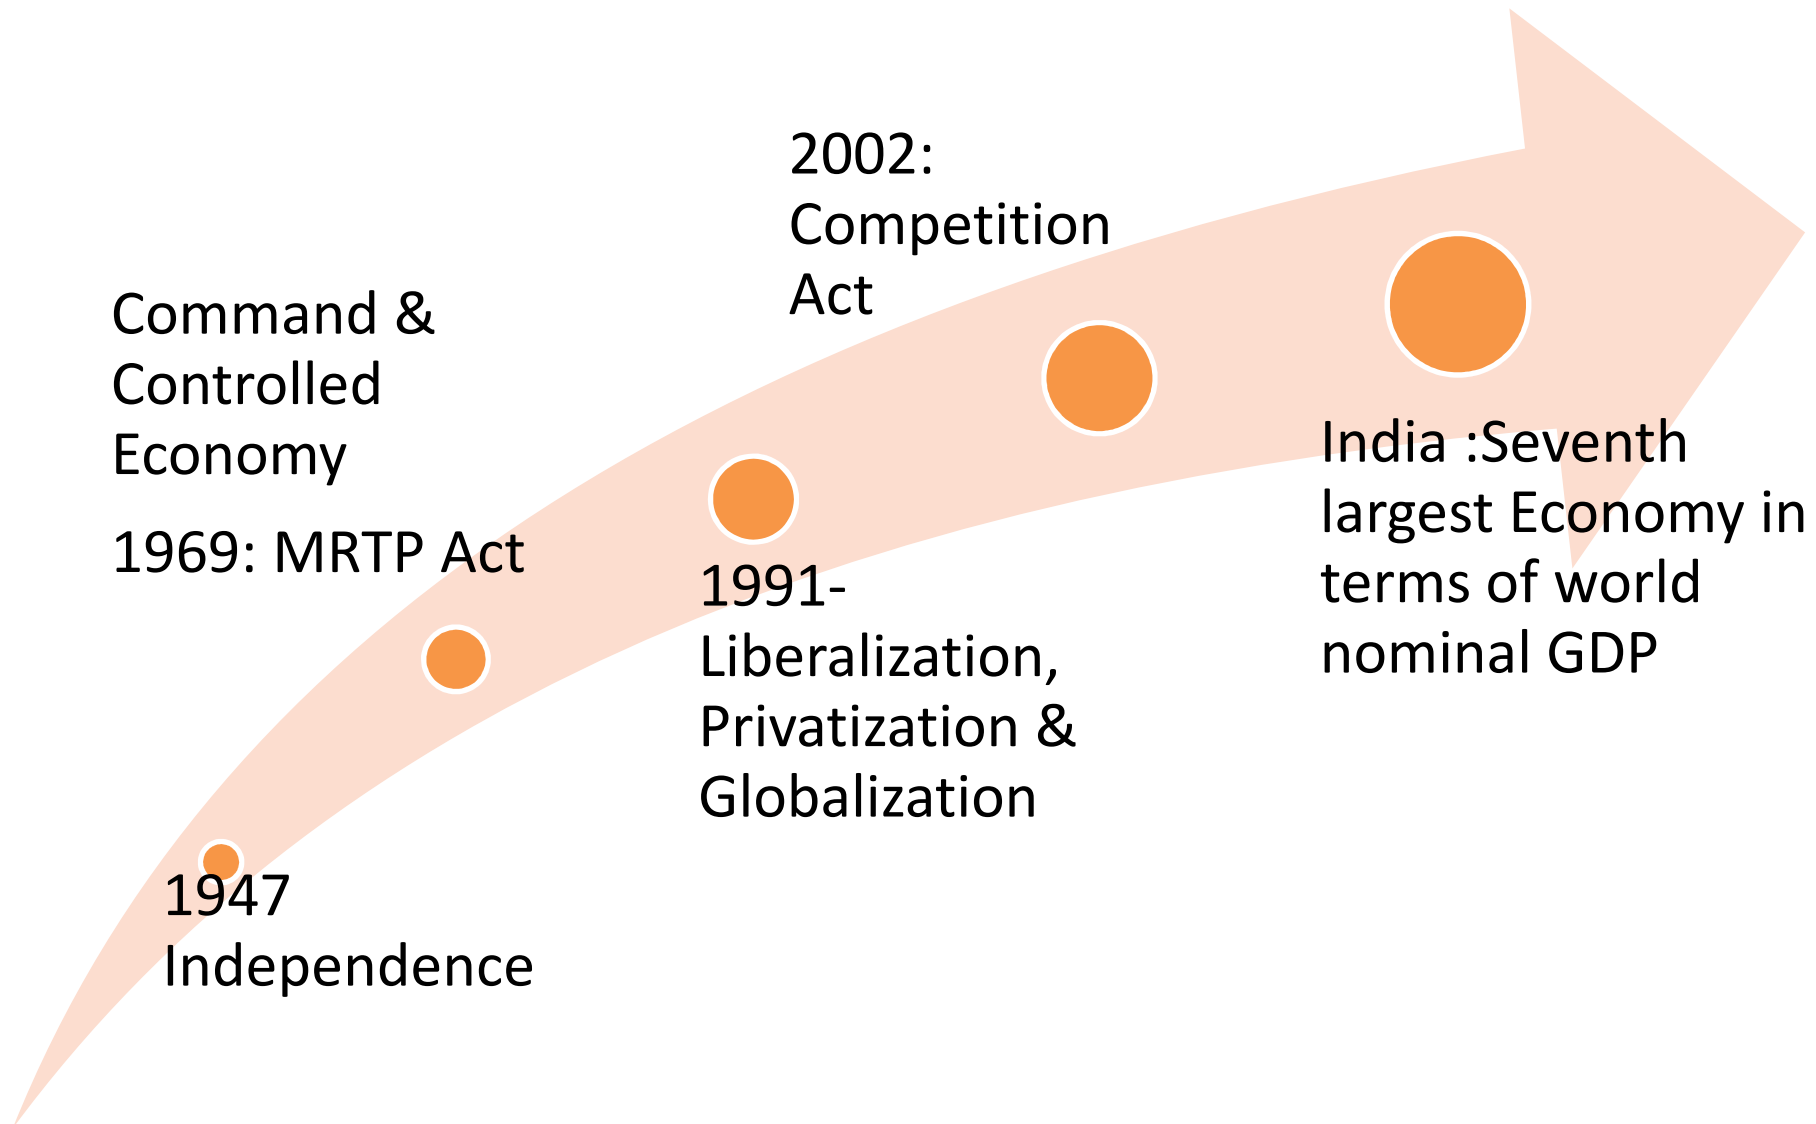 1947
Independence
Command &
Controlled
Economy
1969: MRTP Act
1991-
Liberalization,
Privatization &
Globalization
2002:
Competition
Act
India :Seventh
largest Economy in
terms of world
nominal GDP